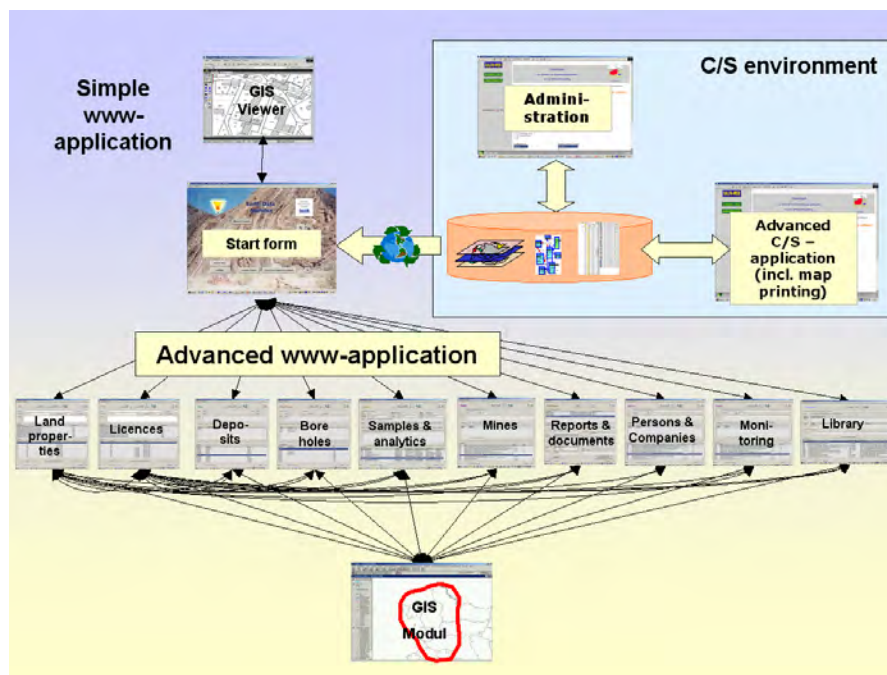 Simple
www-
application
GIS
Viewer
C/S environment
Admini-
stration
Start form
Advanced
C/S –
application
(incl. map
printing)
Advanced www-application
Land
proper-
ties
Licences
Depo-
sits
Bore
holes
Samples &
analytics
Mines
Reports &
documents
Persons &
Companies
Moni-
toring
Library
GIS
Modul